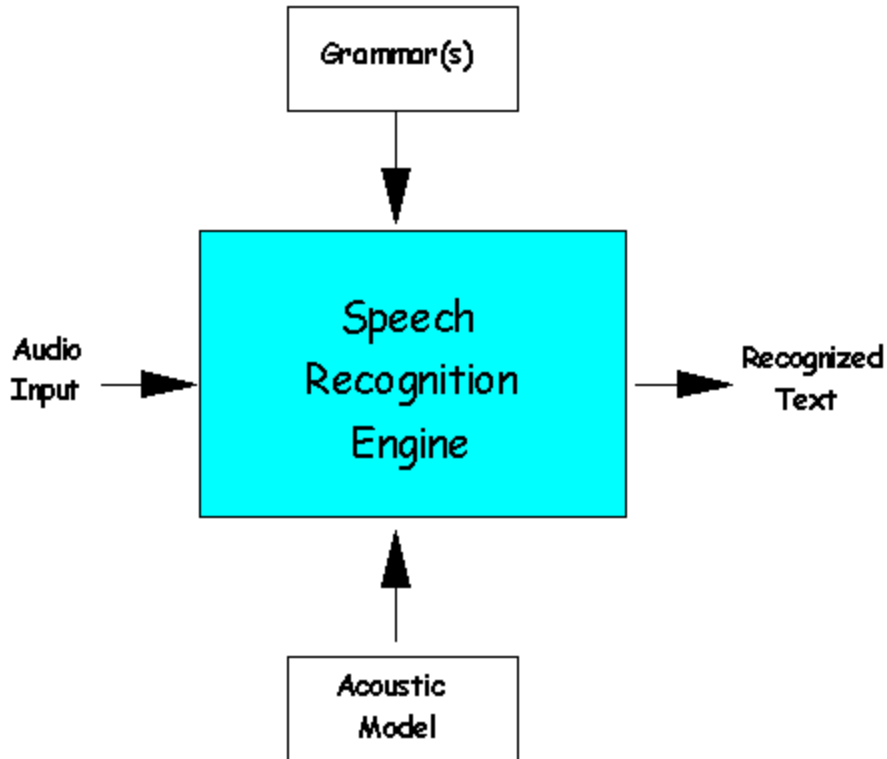 Grammar(s)
Speech
Recognition
Engine
Audio
Input
Recognized
Text
Acoustic
Model